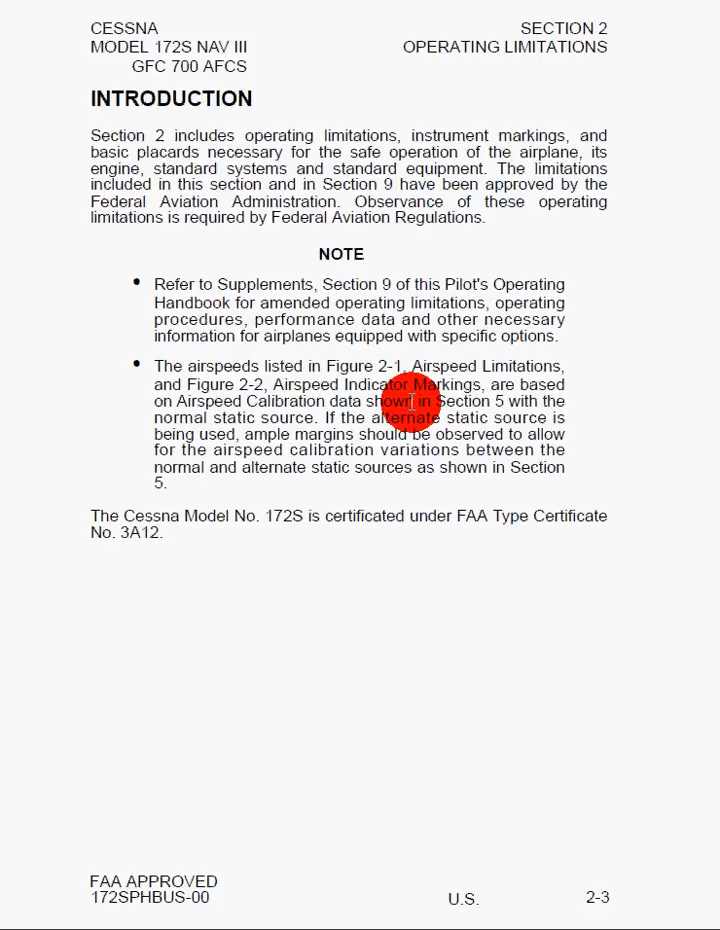 CESSNA
MODEL 172S NAV III
GFC 700 AFCS
SECTION 2
OPERATING LIMITATIONS
INTRODUCTION
Section 2 includes operating limitations, instrument markings, and
basic placards necessary for the safe operation of the airplane, its
engine, standard systems and standard equipment. The limitations
included in this section and in Section 9 have been approved by the
Federal Aviation Administration. Observance of these operating
limitations is required by Federal Aviation Regulations.
NOTE
• Refer to Supplements, Section 9 of this Pilot's Operating
Handbook for amended operating limitations, operating
procedures, performance data and other necessary
information for airplanes equipped with specific options.
• The airspeeds listed in Figure 2-1, Airspeed Limitations,
and Figure 2-2, Airspeed Indicator Markings, are based
on Airspeed Calibration data shown in Section 5 with the
normal static source. If the alternate static source is
being used, ample margins should be observed to allow
for the airspeed calibration variations between the
normal and alternate static sources as shown in Section
5.
The Cessna Model No. 172S is certificated under FAA Type Certificate
No. 3A12.
FAA APPROVED
172SPHBUS-00
U.S.
2-3